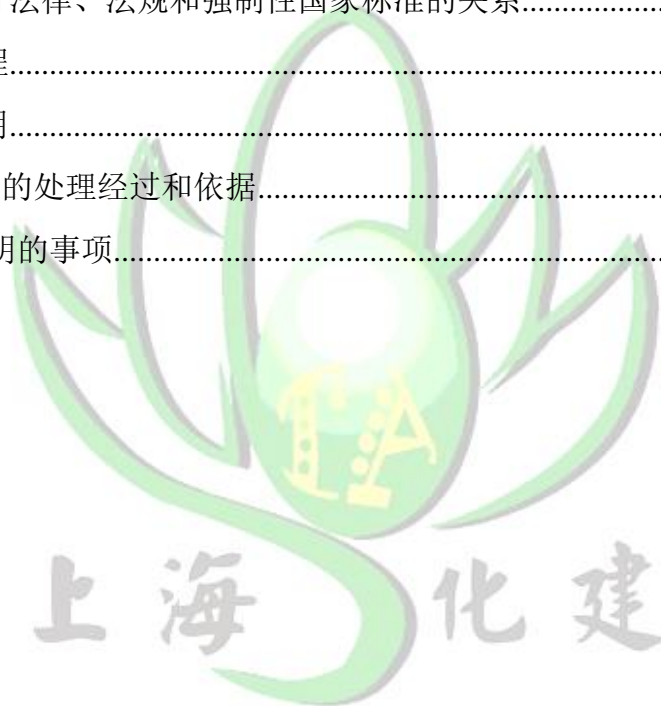 法律、法规和强制性国家标准的关系............
程............
明............
的处理经过和依据............
明的事项............
上海化建